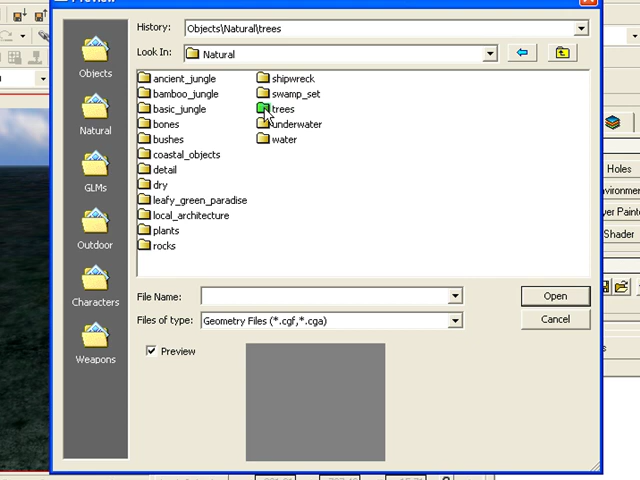 Preview
History:
Objects\Natural\trees
Look In:
Natural
Objects
Natural
GLMs
Outdoor
Characters
Weapons
ancient_jungle
bamboo_jungle
basic_jungle
bones
bushes
coastal_objects
detail
dry
leafy_green_paradise
local_architecture
plants
rocks
shipwreck
swamp_set
trees
underwater
water
File Name:
Open
Files of type:
Geometry Files (*.cgf,*.cga)
Cancel
Preview
Holes
Shader